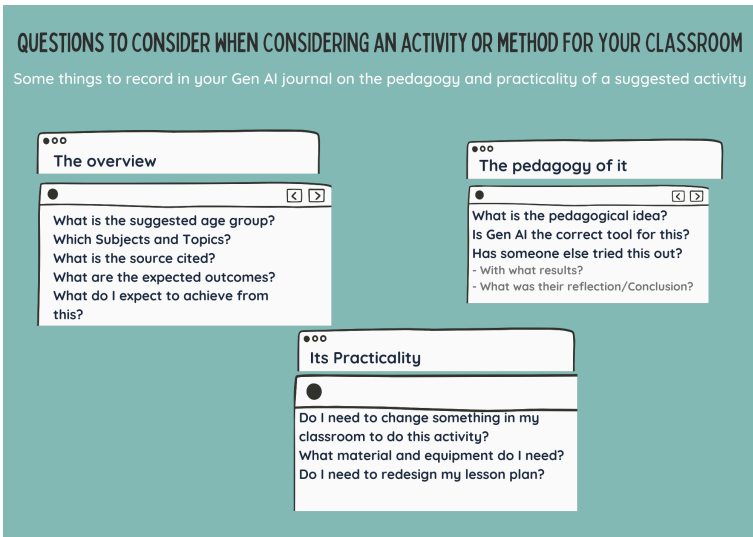 QUESTIONS TO CONSIDER WHEN CONSIDERING AN ACTIVITY OR METHOD FOR YOUR CLASSROOM
Some things to record in your Gen AI journal on the pedagogy and practicality of a suggested activity
The overview
What is the suggested age group?
Which Subjects and Topics?
What is the source cited?
What are the expected outcomes?
What do I expect to achieve from
this?
The pedagogy of it
What is the pedagogical idea?
Is Gen AI the correct tool for this?
Has someone else tried this out?
- With what results?
- What was their reflection/Conclusion?
Its Practicality
Do I need to change something in my
classroom to do this activity?
What material and equipment do I need?
Do I need to redesign my lesson plan?